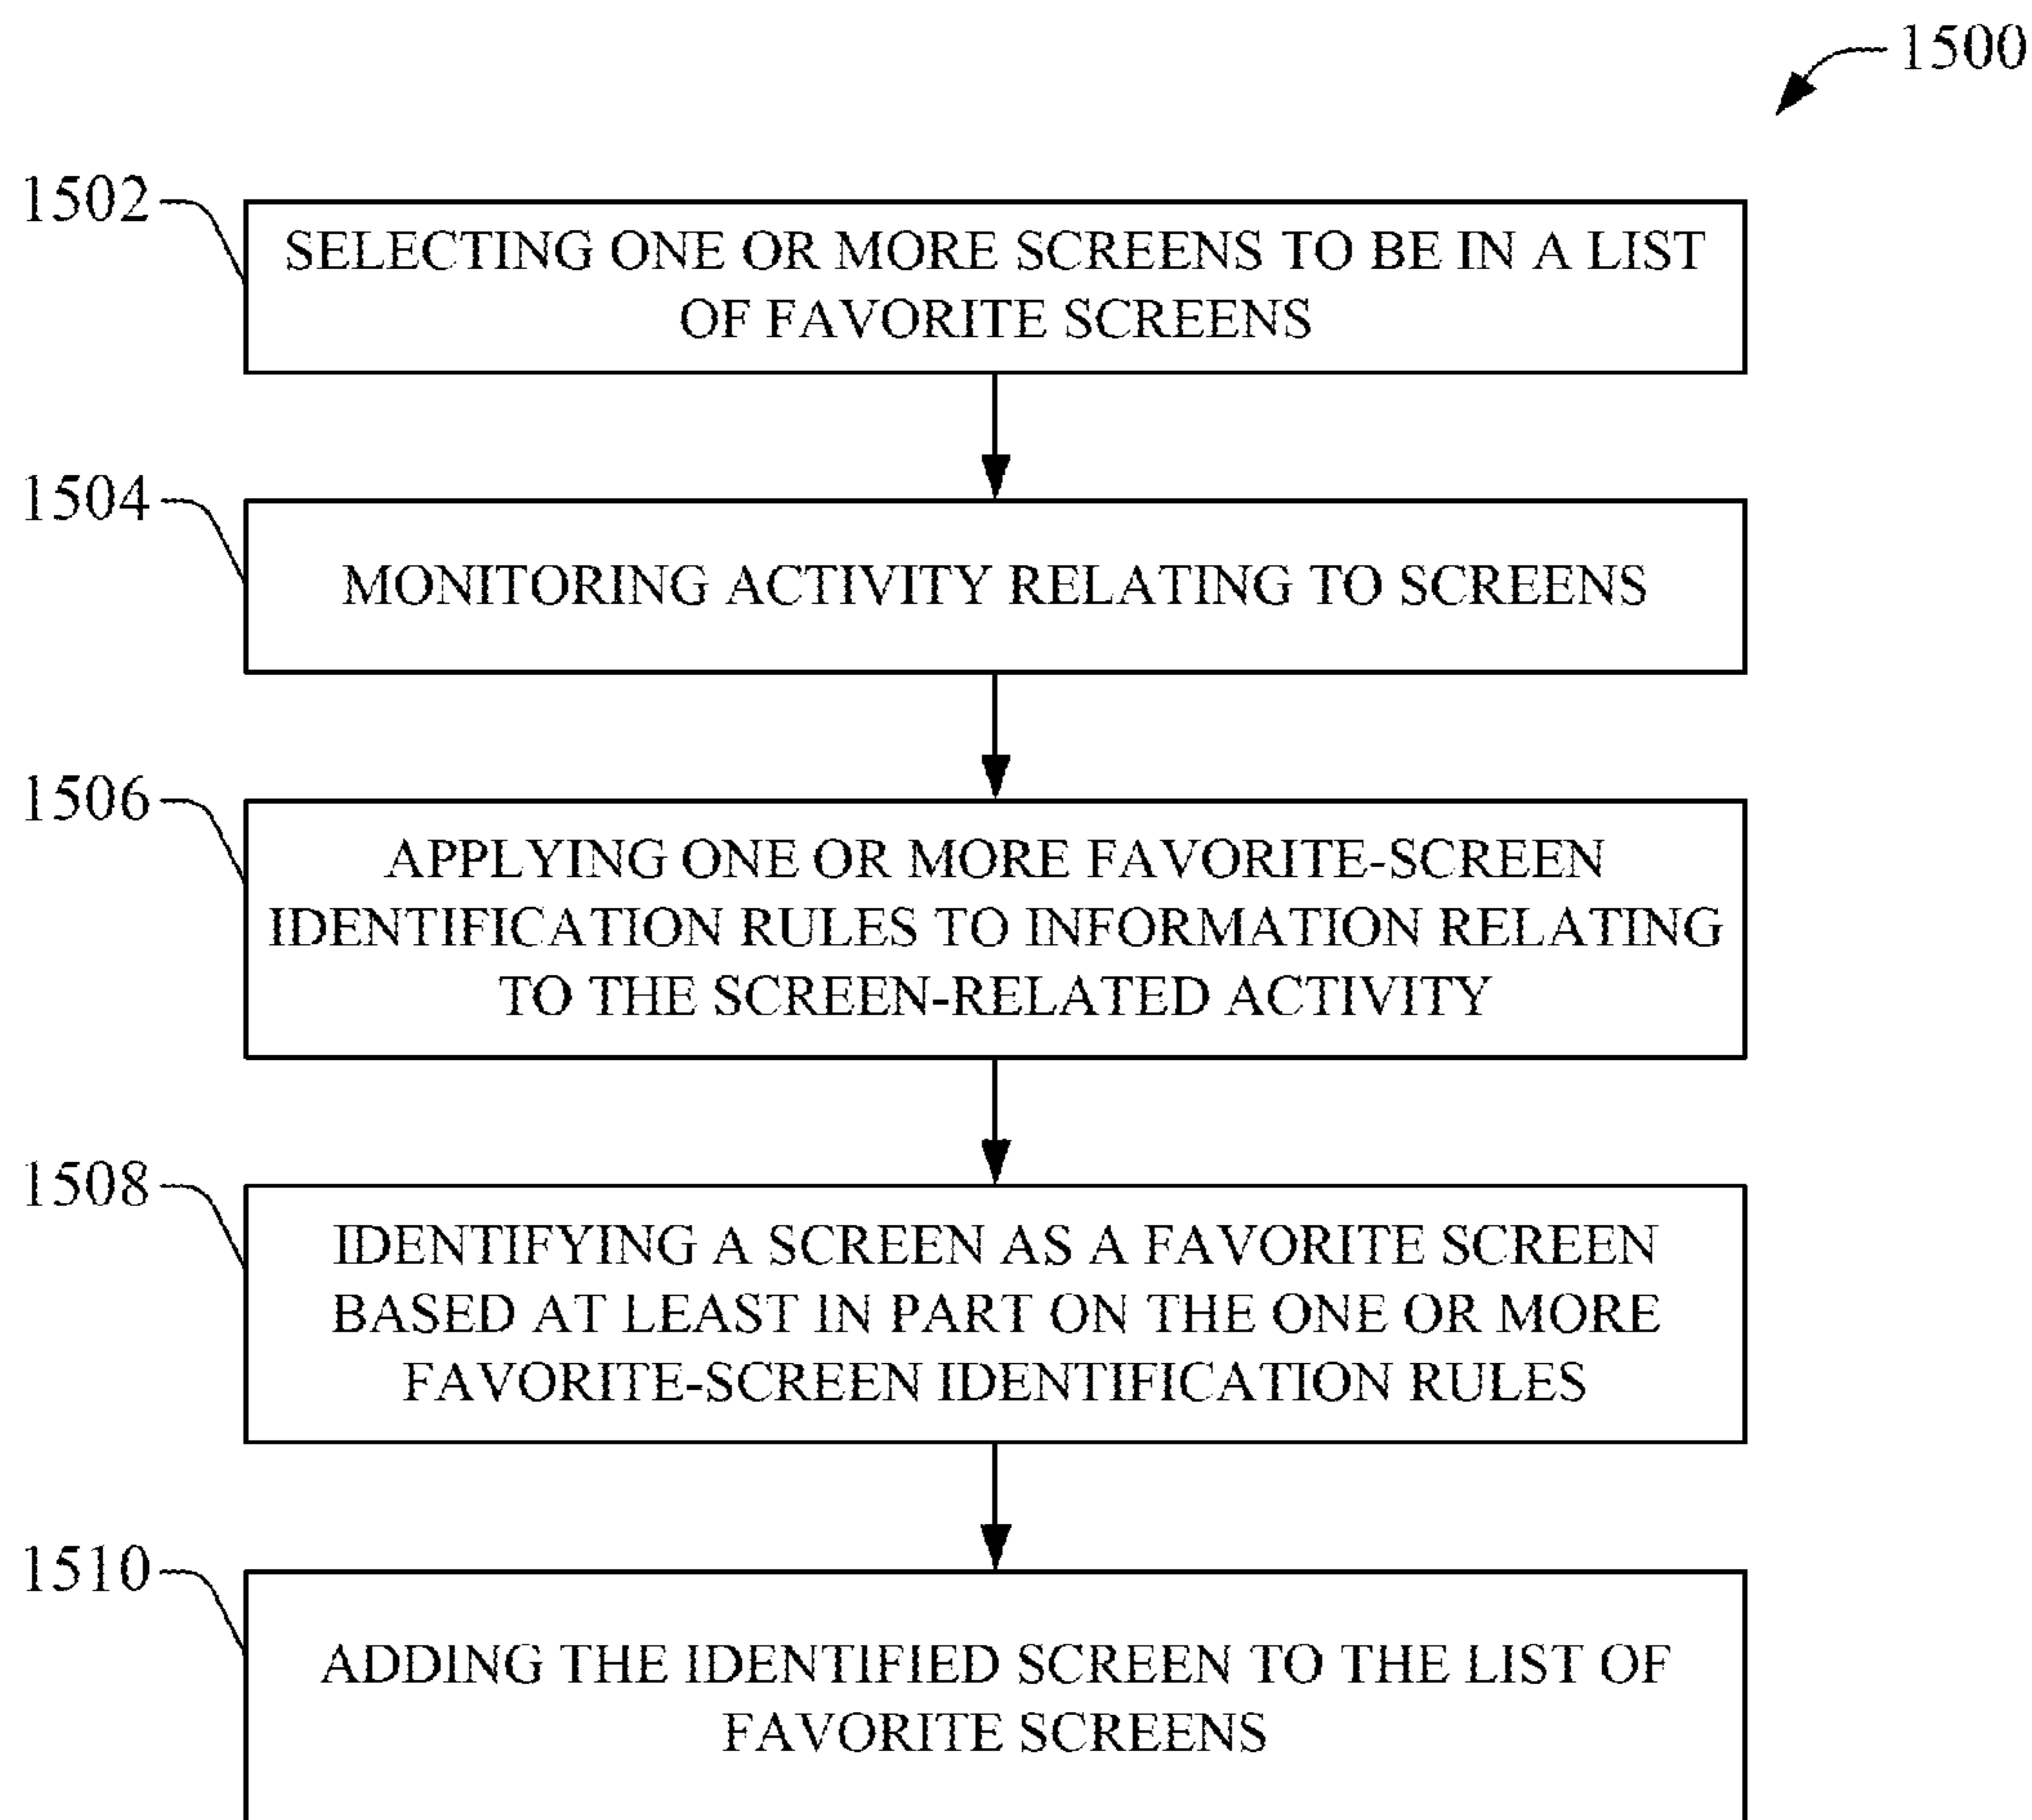 1500
1502
SELECTING ONE OR MORE SCREENS TO BE IN A LIST
OF FAVORITE SCREENS
1504
MONITORING ACTIVITY RELATING TO SCREENS
1506
APPLYING ONE OR MORE FAVORITE-SCREEN
IDENTIFICATION RULES TO INFORMATION RELATING
TO THE SCREEN-RELATED ACTIVITY
1508
IDENTIFYING A SCREEN AS A FAVORITE SCREEN
BASED AT LEAST IN PART ON THE ONE OR MORE
FAVORITE-SCREEN IDENTIFICATION RULES
1510
ADDING THE IDENTIFIED SCREEN TO THE LIST OF
FAVORITE SCREENS